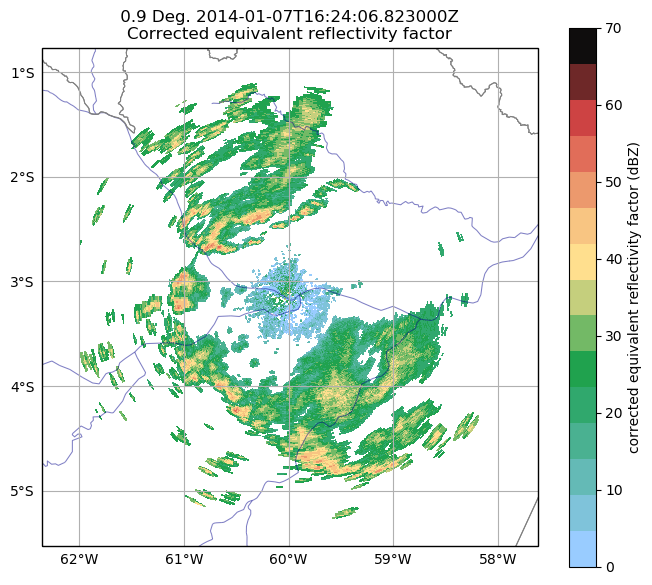 0.9 Deg. 2014-01-07T16:24:06.823000Z
Corrected equivalent reflectivity factor
1°S
2°S
3°S
4°S
5°S
62°W 61°W 60°W 59°W 58°W
70
60
50
40
30
20
10
0
corrected equivalent reflectivity factor (dBZ)